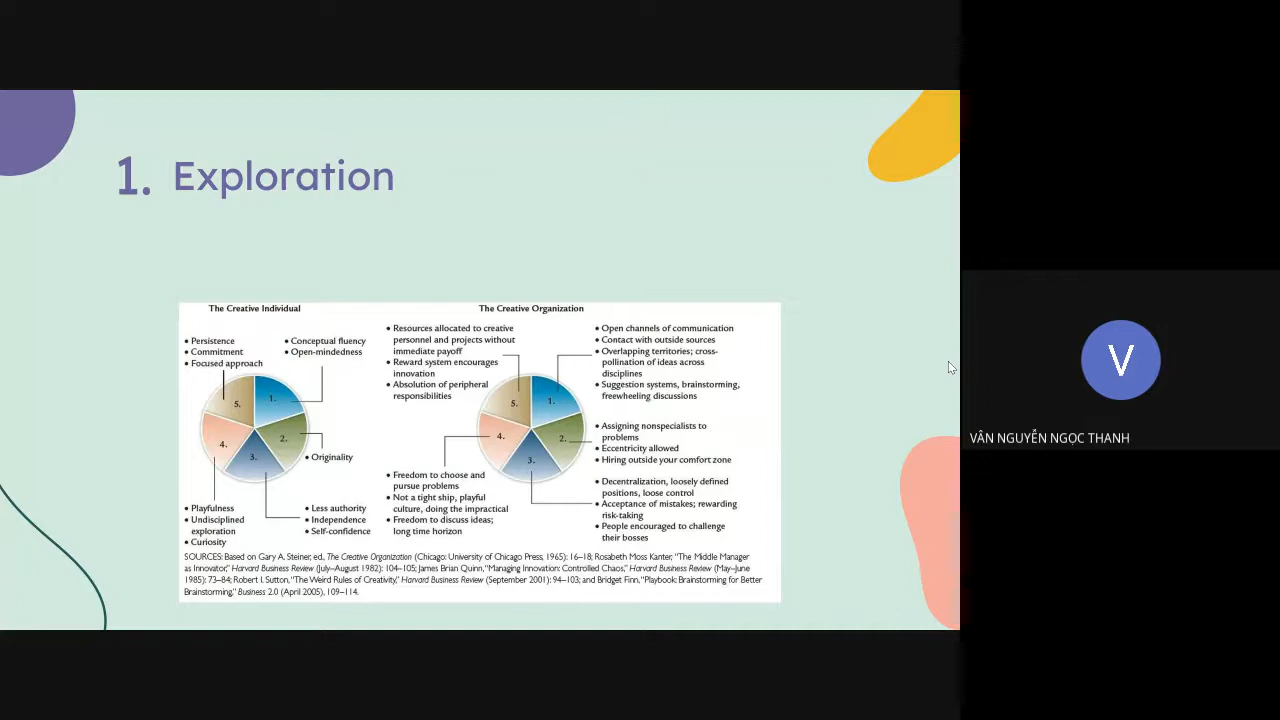 1. Exploration
The Creative Individual
• Persistence
• Commitment
• Focused approach
• Conceptual fluency
• Open-mindedness
5.
1.
4.
2.
3.
• Originality
• Playfulness
• Undisciplined
exploration
• Curiosity
• Less authority
• Independence
• Self-confidence
The Creative Organization
• Resources allocated to creative
personnel and projects without
immediate payoff
• Reward system encourages
innovation
• Absolution of peripheral
responsibilities
• Open channels of communication
• Contact with outside sources
• Overlapping territories; cross-
pollination of ideas across
disciplines
• Suggestion systems, brainstorming,
freewheeling discussions
5.
1.
4.
2.
3.
• Assigning nonspecialists to
problems
• Eccentricity allowed
• Hiring outside your comfort zone
• Freedom to choose and
pursue problems
• Not a tight ship, playful
culture, doing the impractical
• Freedom to discuss ideas;
long time horizon
• Decentralization, loosely defined
positions, loose control
• Acceptance of mistakes; rewarding
risk-taking
• People encouraged to challenge
their bosses
SOURCES: Based on Gary A. Steiner, ed., The Creative Organization (Chicago: University of Chicago Press, 1965): 16–18; Rosabeth Moss Kanter, “The Middle Manager
as Innovator,” Harvard Business Review (July–August 1982): 104–105; James Brian Quinn, “Managing Innovation: Controlled Chaos,” Harvard Business Review (May–June
1985): 73–84; Robert I. Sutton, “The Weird Rules of Creativity,” Harvard Business Review (September 2001): 94–103; and Bridget Finn, “Playbook: Brainstorming for Better
Brainstorming,” Business 2.0 (April 2005), 109–114.
V
VÂN NGUYỄN NGỌC THANH